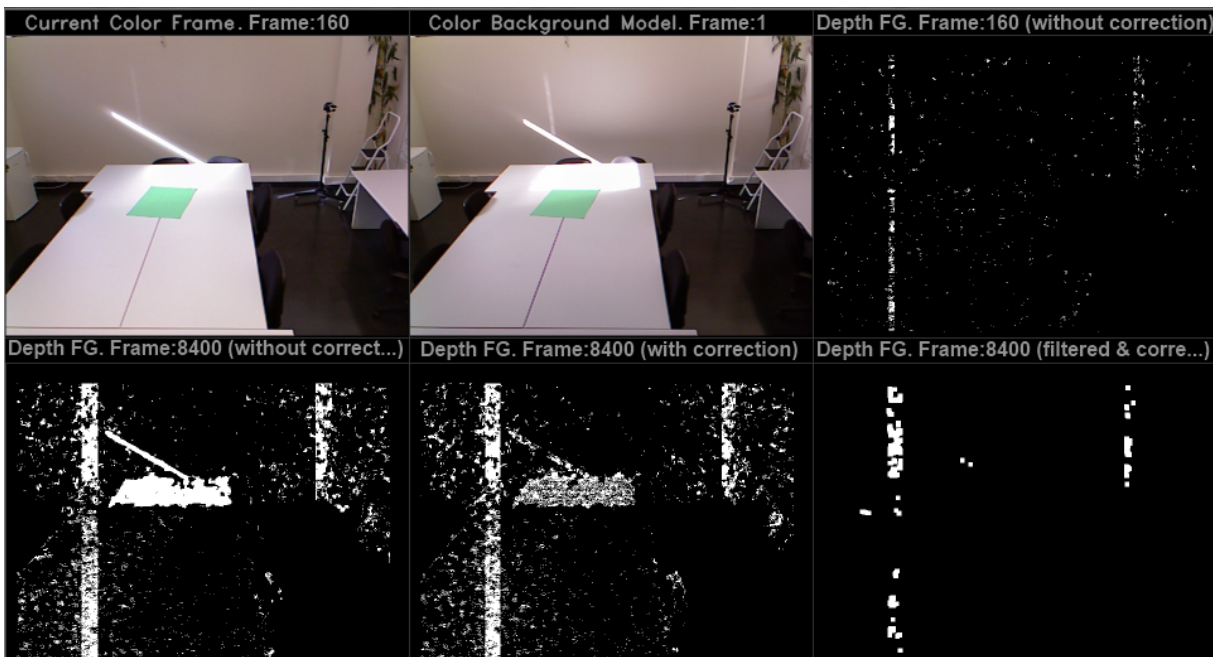 Current Color Frame. Frame:160
Color Background Model. Frame:1
Depth FG. Frame:160 (without correction)
Depth FG. Frame:8400 (without correct...)
Depth FG. Frame:8400 (with correction)
Depth FG. Frame:8400 (filtered & corre...)